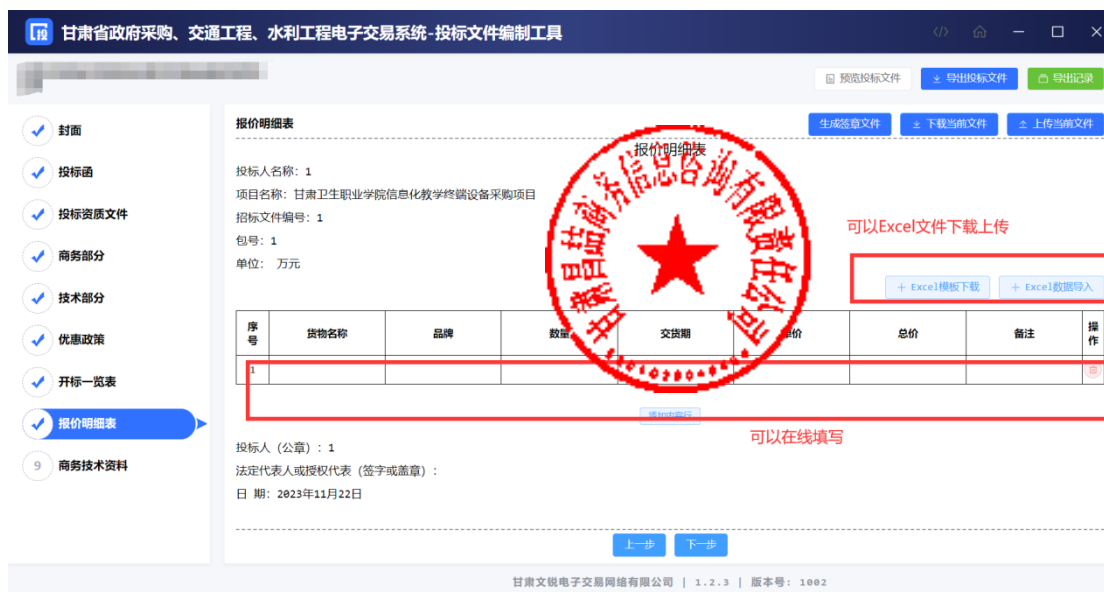 投 甘肃省政府采购、交通工程、水利工程电子交易系统-投标文件编制工具
预览投标文件 导出投标文件 导出记录
封面
投标函
投标资质文件
商务部分
技术部分
优惠政策
开标一览表
报价明细表
9 商务技术资料
报价明细表 生成签章文件 下载当前文件 上传当前文件
报价明细表
投标人名称: 1
项目名称: 甘肃卫生职业学院信息化教学终端设备采购项目
招标文件编号: 1
包号: 1
单位: 万元
可以Excel文件下载上传
+ Excel模板下载 + Excel数据导入
序号 货物名称 品牌 数量 交货期 单价 总价 备注 操作
1
添加内容行
可以在线填写
投标人（公章）: 1
法定代表人或授权代表（签字或盖章）:
日 期: 2023年11月22日
上一步 下一步
甘肃文锐电子交易网络有限公司 | 1.2.3 | 版本号: 1002